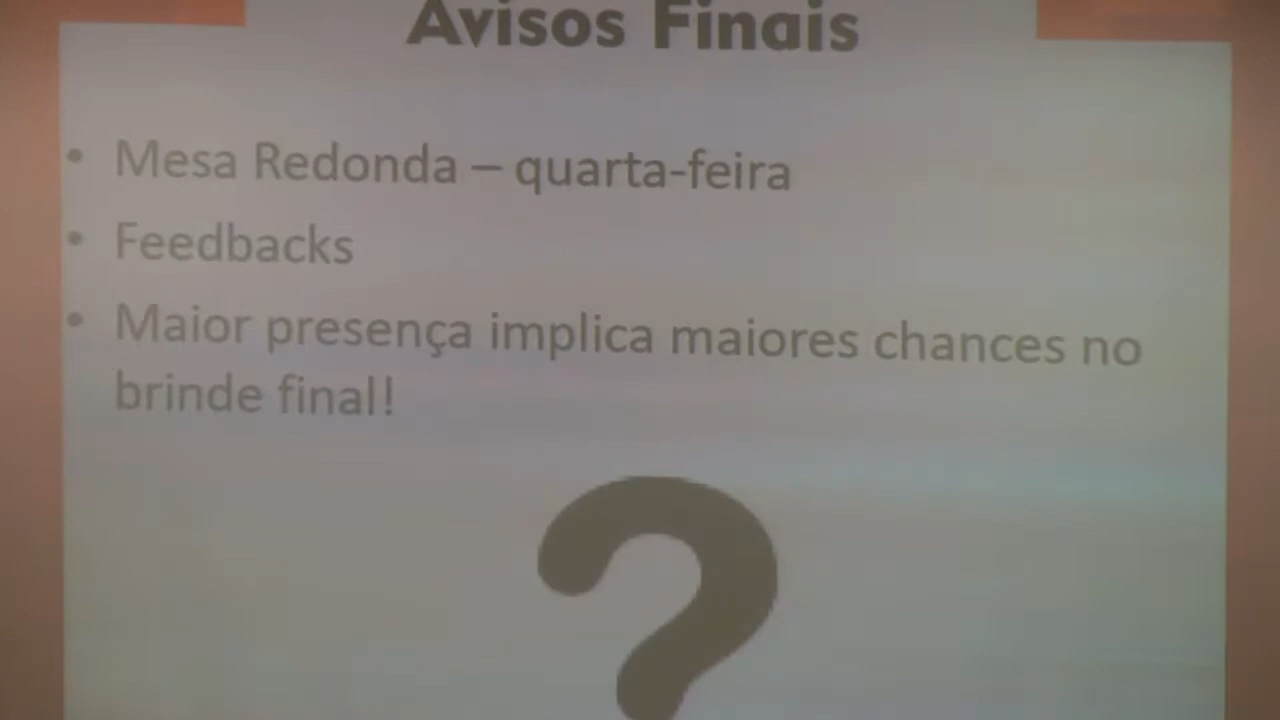 Avisos Finais
• Mesa Redonda – quarta-feira
• Feedbacks
• Maior presença implica maiores chances no
brinde final!
?